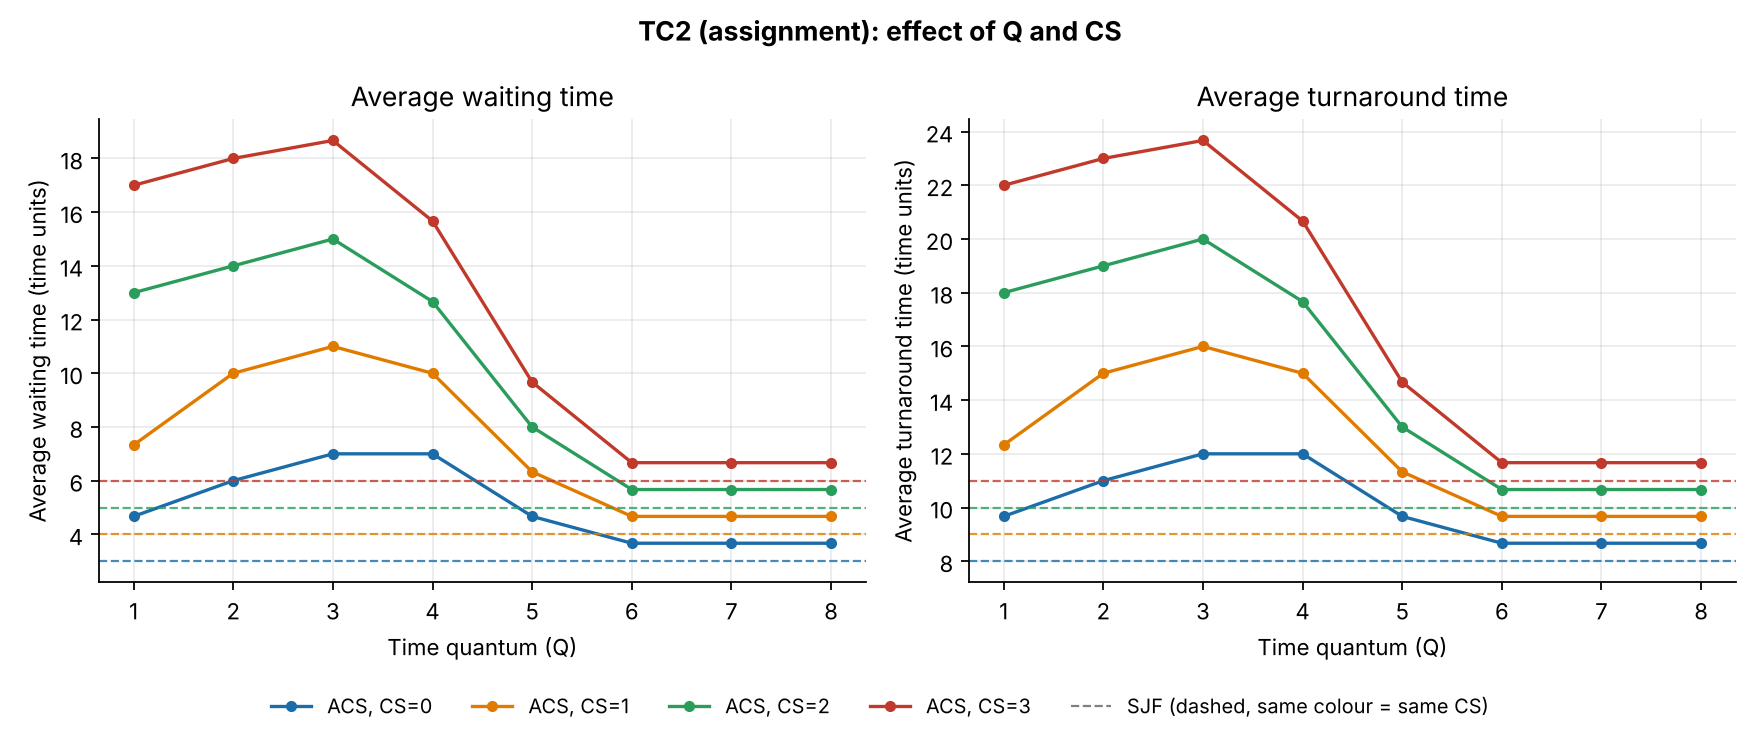 TC2 (assignment): effect of Q and CS
Average waiting time
Average waiting time (time units)
18
16
14
12
10
8
6
4
1 2 3 4 5 6 7 8
Time quantum (Q)
Average turnaround time
Average turnaround time (time units)
24
22
20
18
16
14
12
10
8
1 2 3 4 5 6 7 8
Time quantum (Q)
ACS, CS=0 ACS, CS=1 ACS, CS=2 ACS, CS=3 SJF (dashed, same colour = same CS)